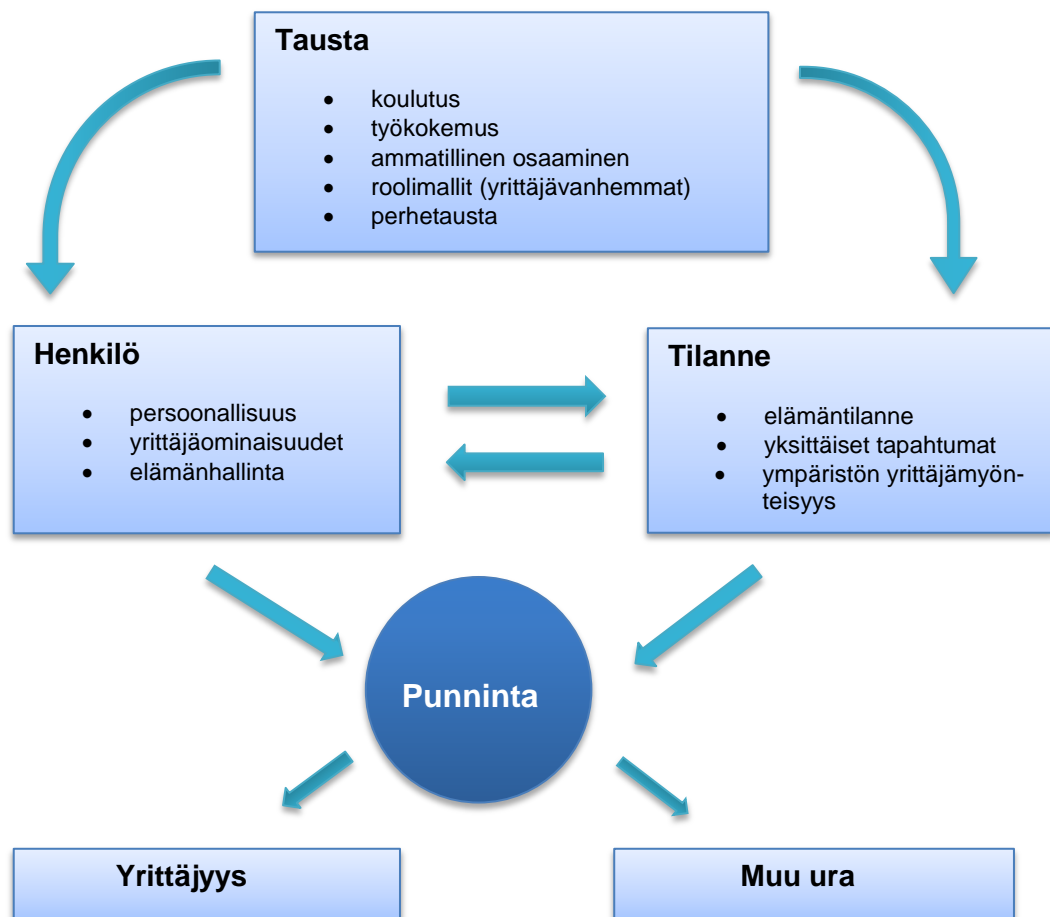 Tausta
• koulutus
• työkokemus
• ammatillinen osaaminen
• roolimallit (yrittäjävanhemmat)
• perhetausta
Henkilö
• persoonallisuus
• yrittäjäominaisuudet
• elämänhallinta
Tilanne
• elämäntilanne
• yksittäiset tapahtumat
• ympäristön yrittäjämyön-
teisyys
Punninta
Yrittäjyys
Muu ura